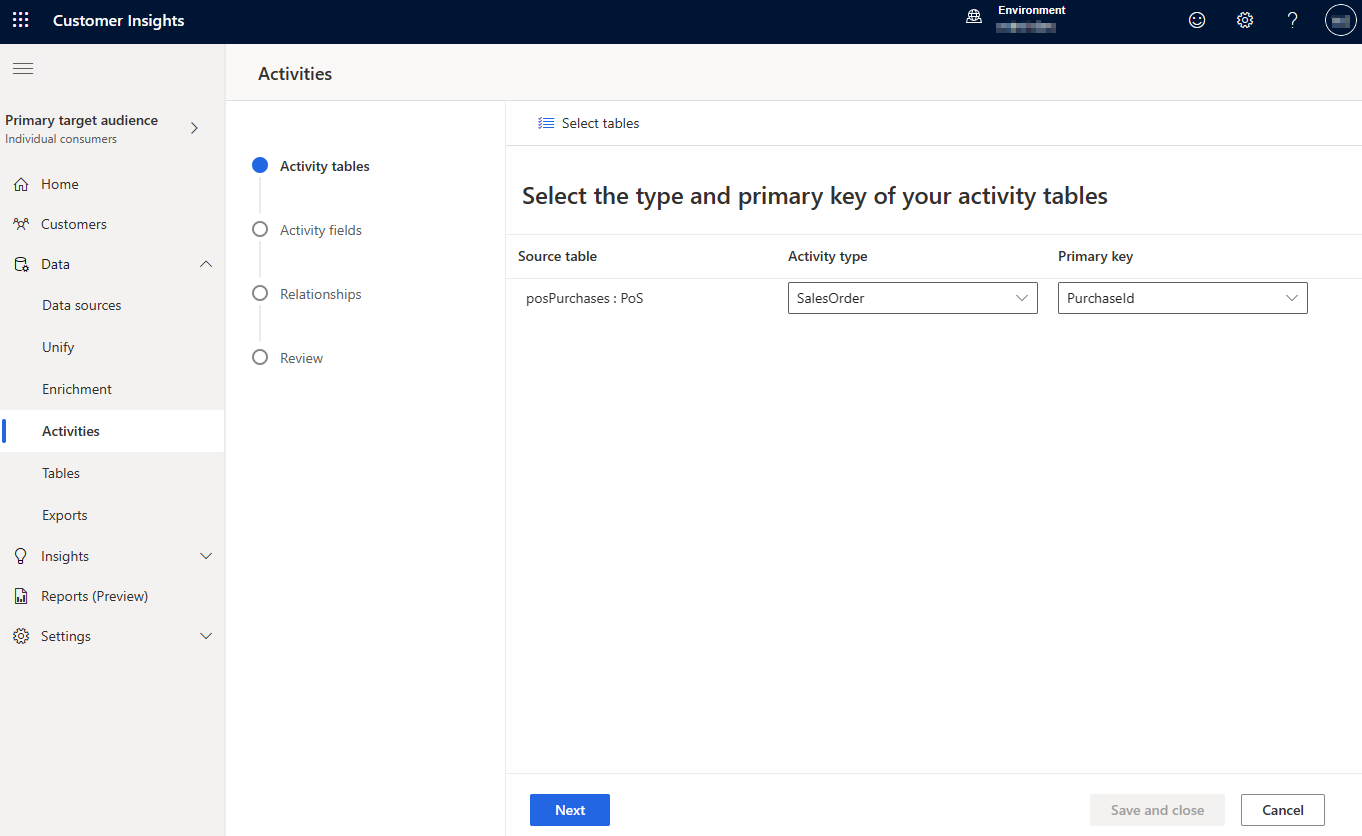 Customer Insights
Environment
?
Activities
Primary target audience
Individual consumers
Home
Customers
Data
Data sources
Unify
Enrichment
Activities
Tables
Exports
Insights
Reports (Preview)
Settings
Activity tables
Activity fields
Relationships
Review
Select tables
Select the type and primary key of your activity tables
Source table Activity type Primary key
posPurchases : PoS SalesOrder PurchaseId
Next Save and close Cancel